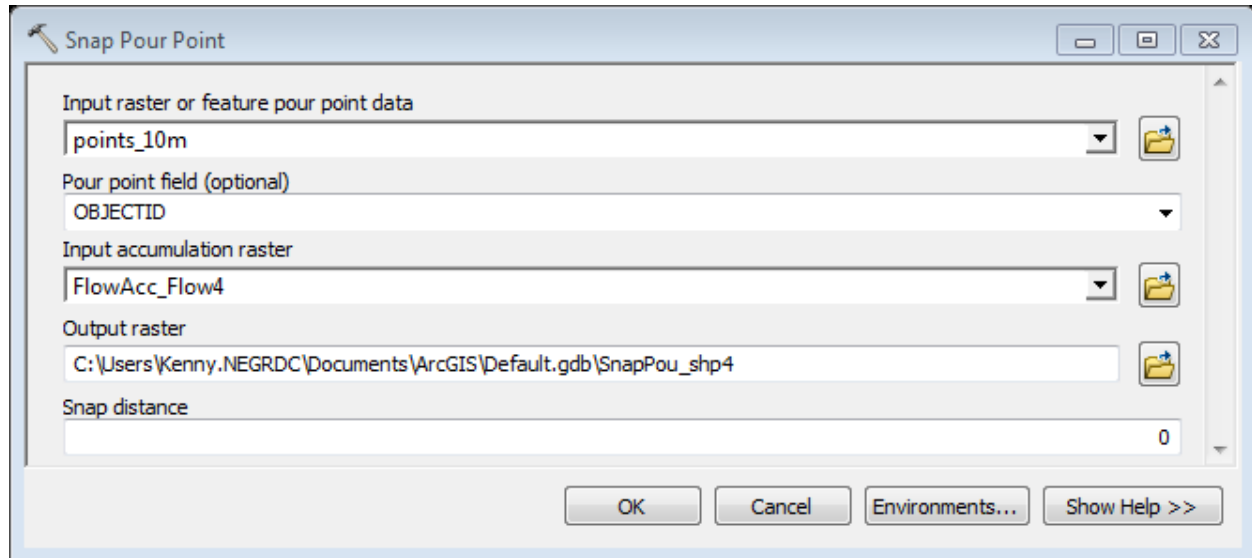 Snap Pour Point
Input raster or feature pour point data
points_10m
Pour point field (optional)
OBJECTID
Input accumulation raster
FlowAcc_Flow4
Output raster
C:\Users\Kenny.NEGRDC\Documents\ArcGIS\Default.gdb\SnapPou_shp4
Snap distance
0
OK Cancel Environments... Show Help >>